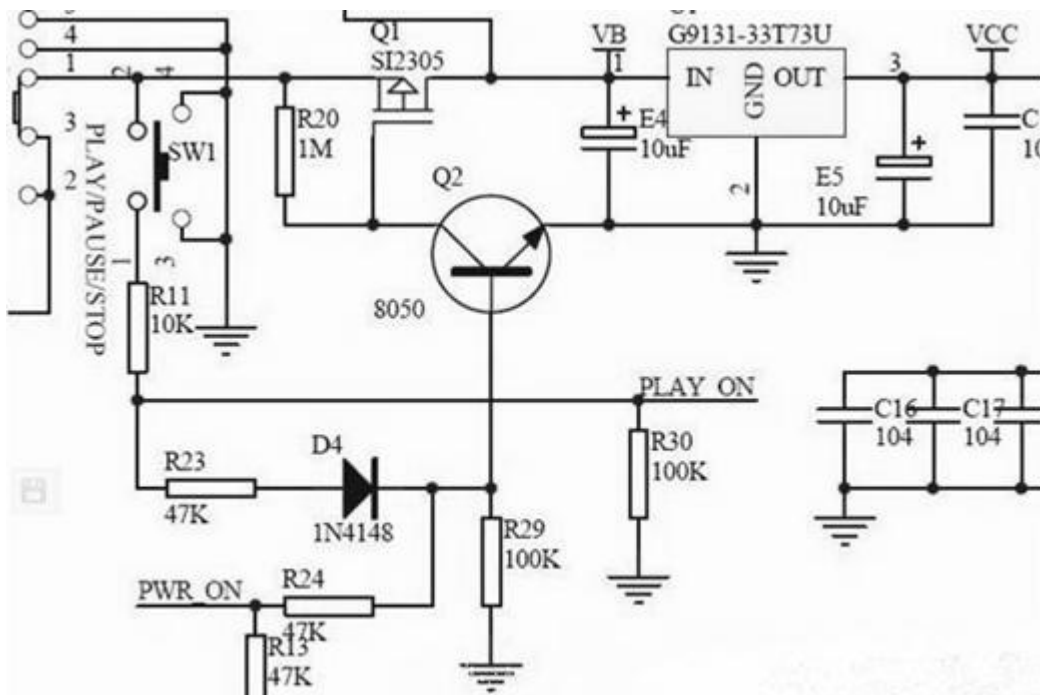 4
1
3
2
2
4
1
3
PLAY/PAUSE/STOP
SW1
R11
10K
R20
1M
Q1
SI2305
Q2
8050
VB
1
G9131-33T73U
IN
GND
OUT
2
3
VCC
E4
10uF
E5
10uF
C
10
PLAY_ON
R30
100K
C16
104
C17
104
R23
47K
D4
1N4148
R29
100K
PWR_ON
R24
47K
R13
47K